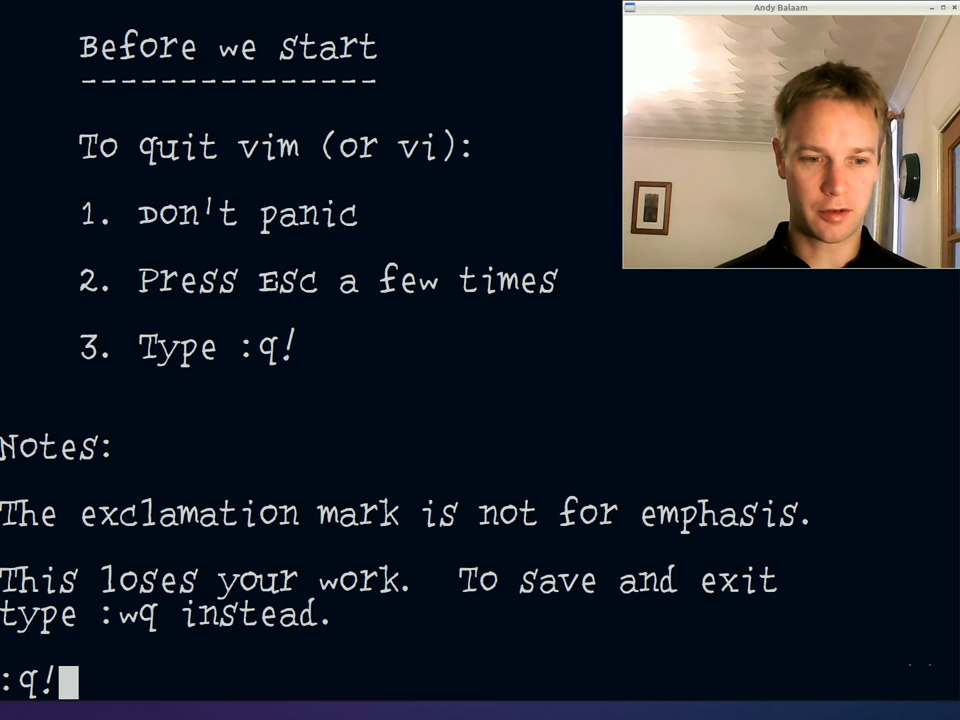 Andy Balaam
Before we start
---------------
To quit vim (or vi):
1. Don't panic
2. Press ESC a few times
3. Type :q!
Notes:
The exclamation mark is not for emphasis.
This loses your work.  To save and exit
type :wq instead.
:q!